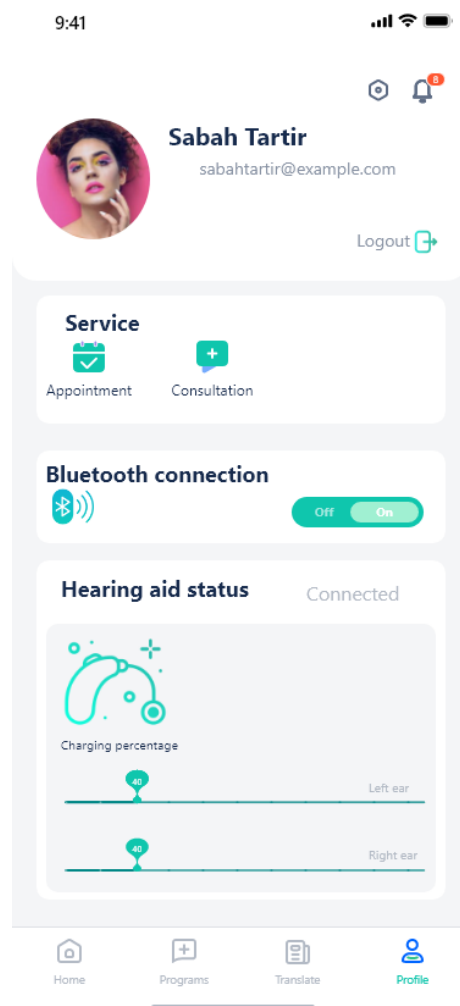 9:41
8
Sabah Tartir
sabahtartir@example.com
Logout
Service
Appointment Consultation
Bluetooth connection
Off On
Hearing aid status Connected
Charging percentage
40
Left ear
40
Right ear
Home Programs Translate Profile